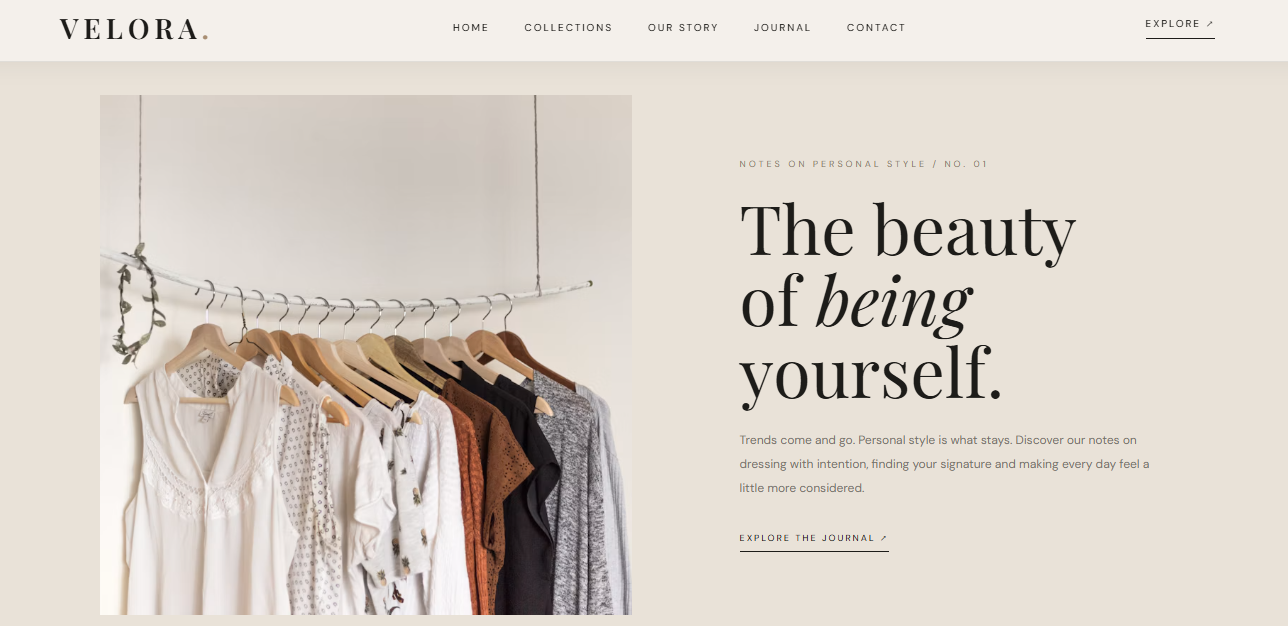 VELORA.
HOME COLLECTIONS OUR STORY JOURNAL CONTACT
EXPLORE ↗
NOTES ON PERSONAL STYLE / NO. 01
The beauty
of being
yourself.
Trends come and go. Personal style is what stays. Discover our notes on
dressing with intention, finding your signature and making every day feel a
little more considered.
EXPLORE THE JOURNAL ↗